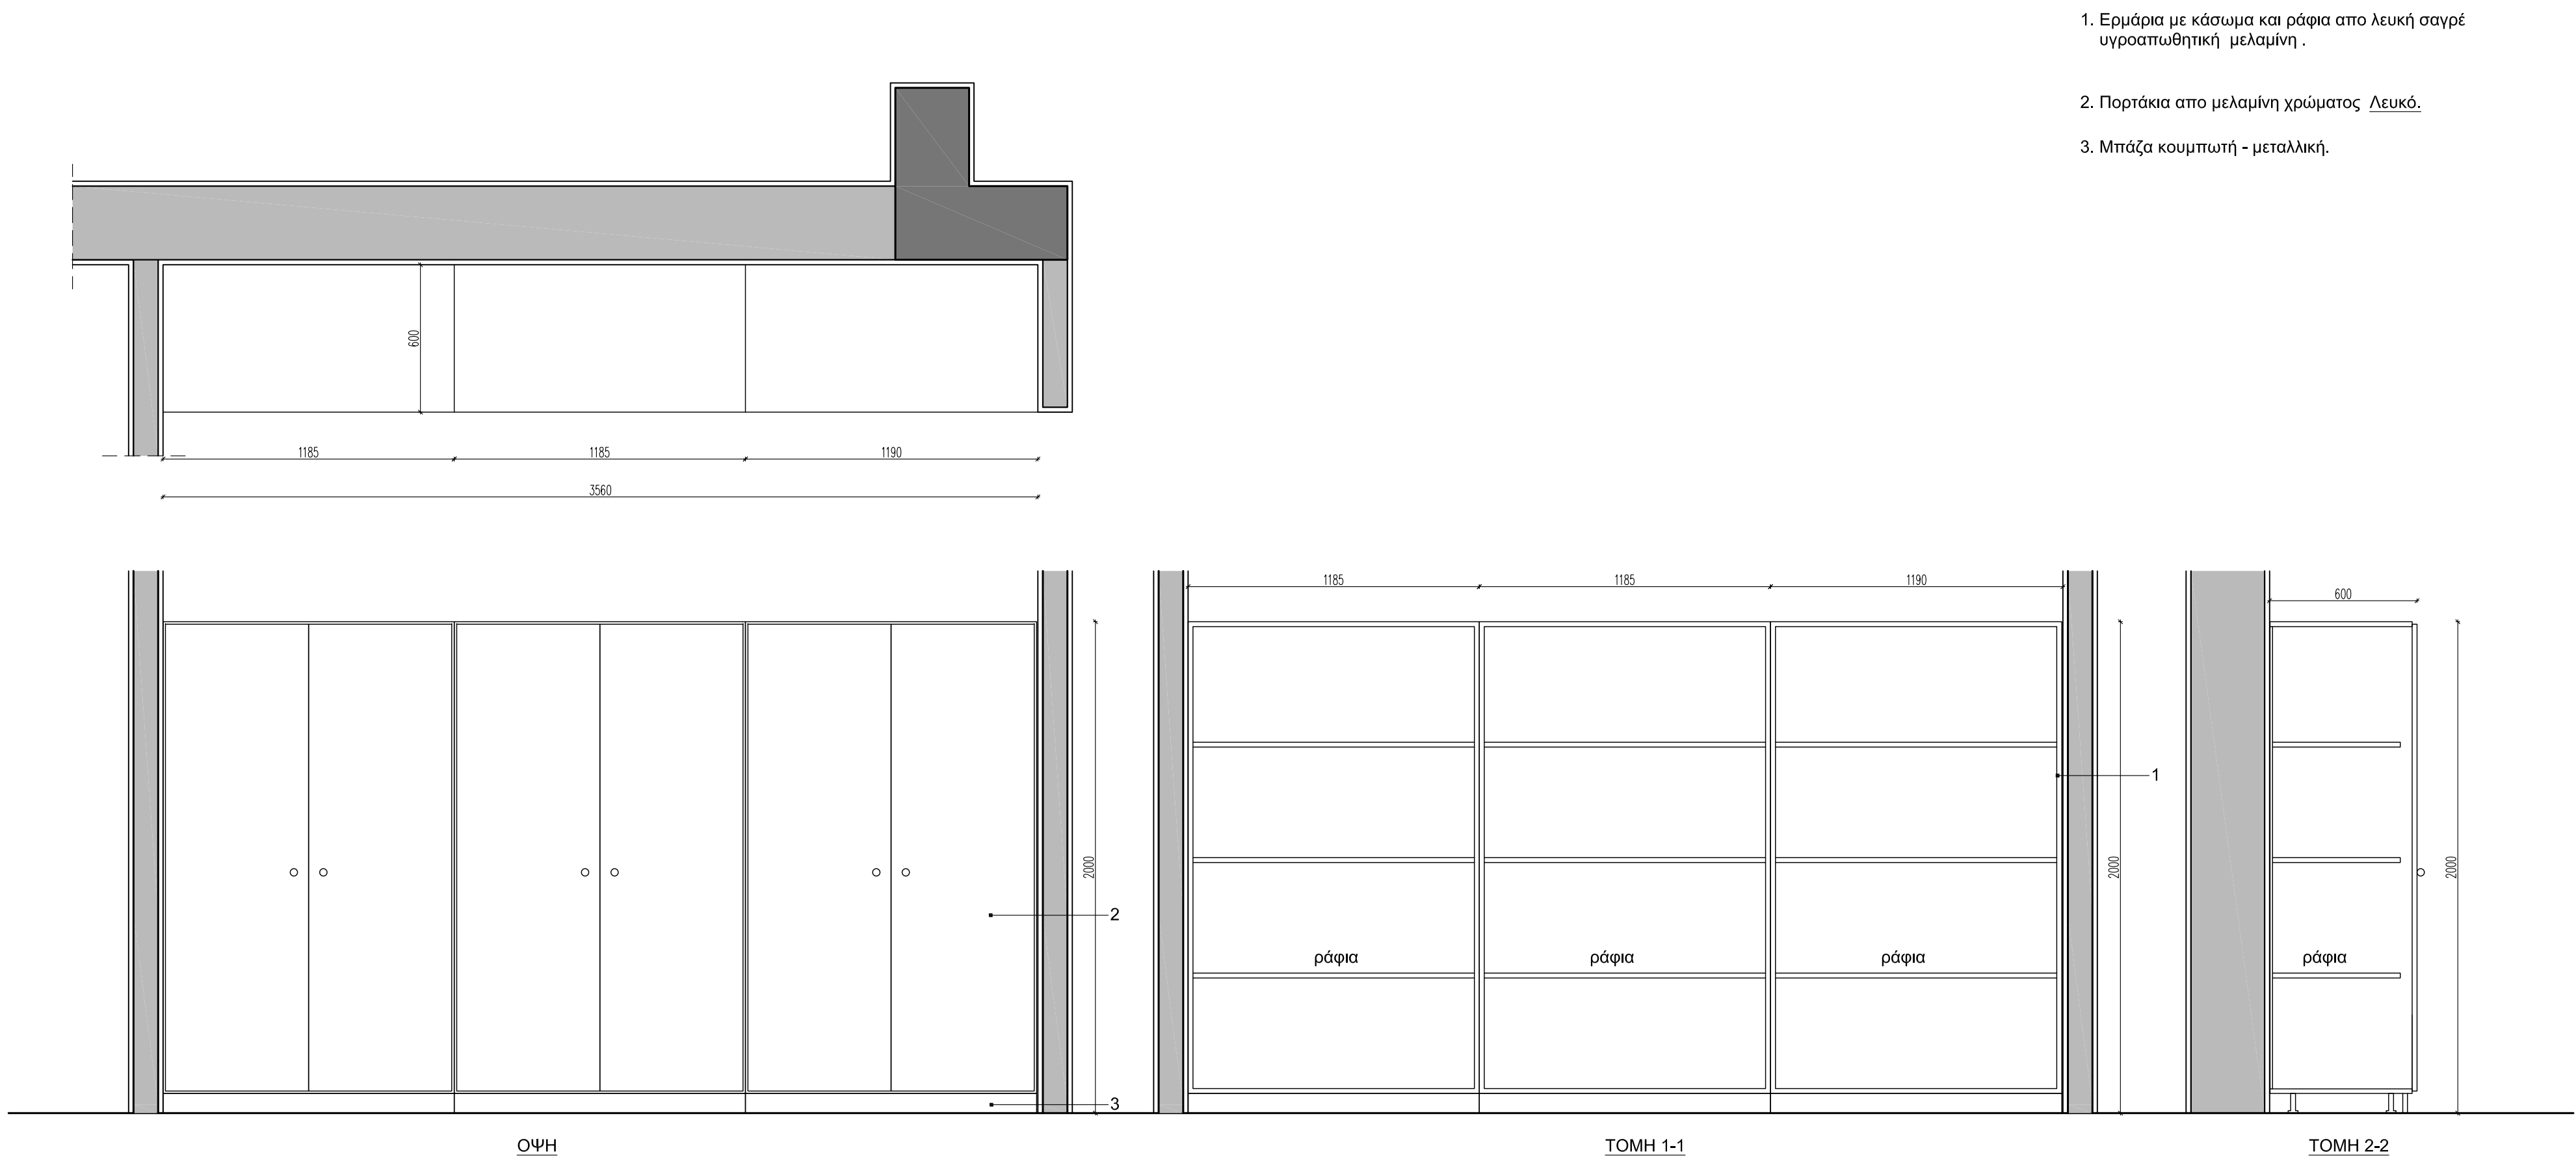 1. Ερμάρια με κάσωμα και ράφια απο λευκή σαγρέ
υγροαπωθητική μελαμίνη .
2. Πορτάκια απο μελαμίνη χρώματος Λευκό.
3. Μπάζα κουμπωτή - μεταλλική.
600
1185 1185 1190
3560
1185 1185 1190
600
1
2000 2000 2000
2
ράφια ράφια ράφια ράφια
3
ΟΨΗ ΤΟΜΗ 1-1 ΤΟΜΗ 2-2